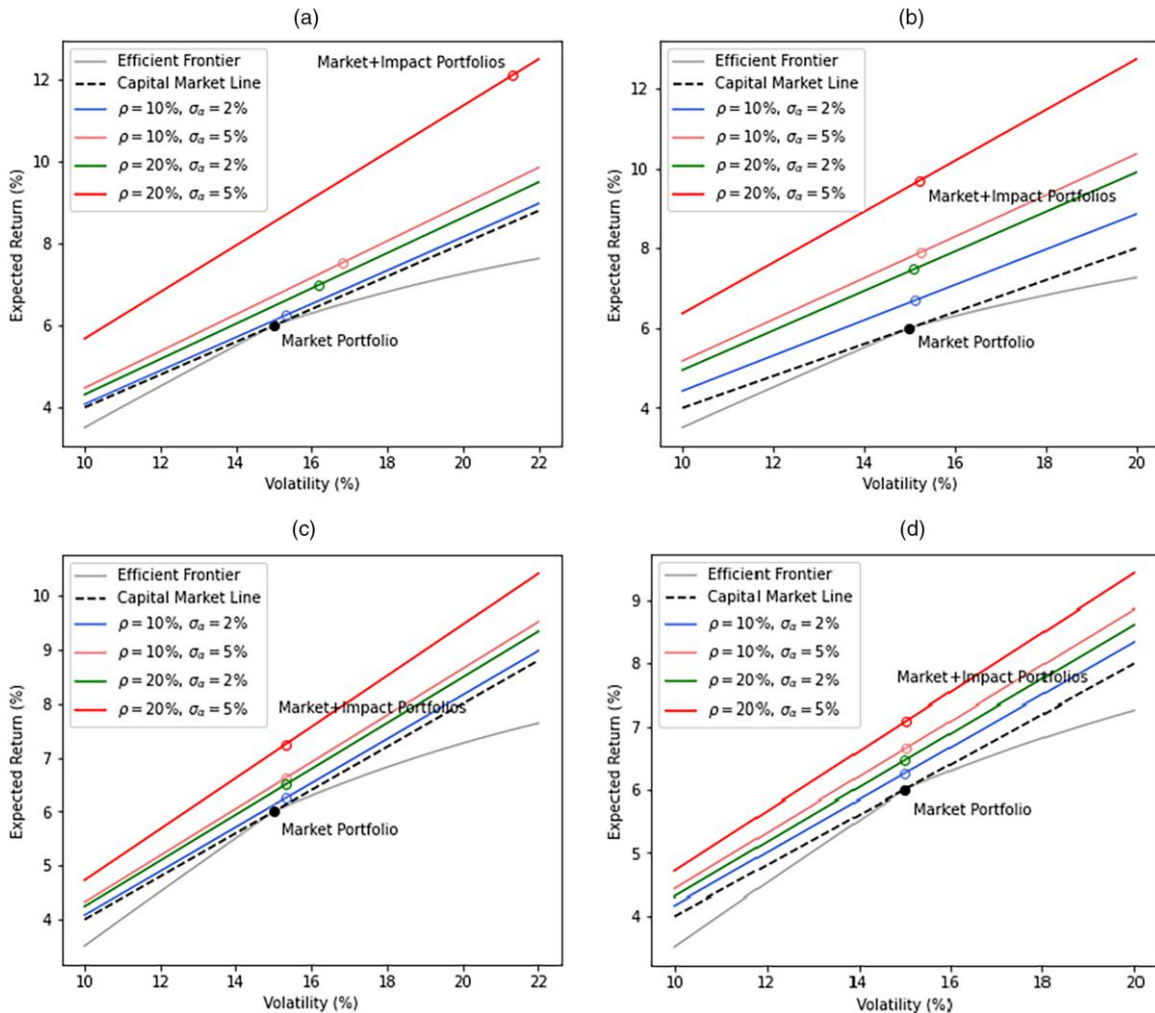 (a)
Efficient Frontier
Capital Market Line
ρ = 10%, σα = 2%
ρ = 10%, σα = 5%
ρ = 20%, σα = 2%
ρ = 20%, σα = 5%
Market+Impact Portfolios
Market Portfolio
Expected Return (%)
12
10
8
6
4
10 12 14 16 18 20 22
Volatility (%)
(b)
Efficient Frontier
Capital Market Line
ρ = 10%, σα = 2%
ρ = 10%, σα = 5%
ρ = 20%, σα = 2%
ρ = 20%, σα = 5%
Market+Impact Portfolios
Market Portfolio
Expected Return (%)
12
10
8
6
4
10 12 14 16 18 20
Volatility (%)
(c)
Efficient Frontier
Capital Market Line
ρ = 10%, σα = 2%
ρ = 10%, σα = 5%
ρ = 20%, σα = 2%
ρ = 20%, σα = 5%
Market+Impact Portfolios
Market Portfolio
Expected Return (%)
10
9
8
7
6
5
4
10 12 14 16 18 20 22
Volatility (%)
(d)
Efficient Frontier
Capital Market Line
ρ = 10%, σα = 2%
ρ = 10%, σα = 5%
ρ = 20%, σα = 2%
ρ = 20%, σα = 5%
Market+Impact Portfolios
Market Portfolio
Expected Return (%)
9
8
7
6
5
4
10 12 14 16 18 20
Volatility (%)